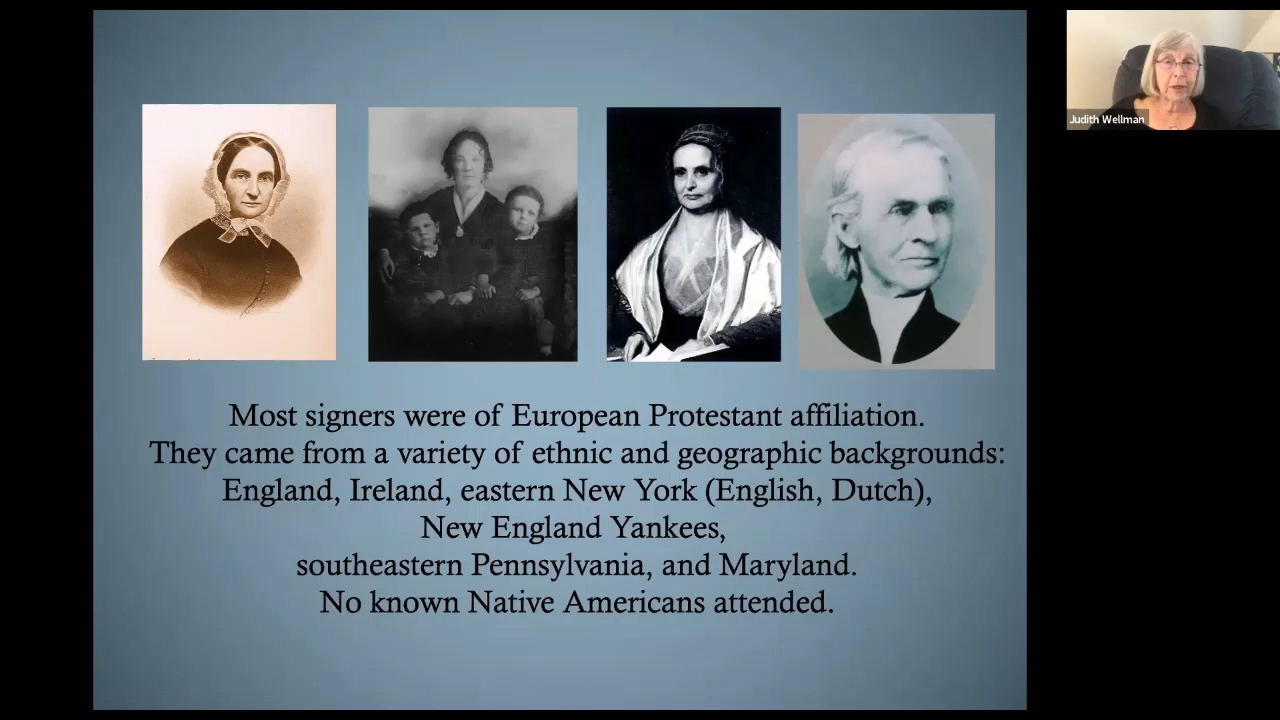 Judith Wellman
Most signers were of European Protestant affiliation.
They came from a variety of ethnic and geographic backgrounds:
England, Ireland, eastern New York (English, Dutch),
New England Yankees,
southeastern Pennsylvania, and Maryland.
No known Native Americans attended.